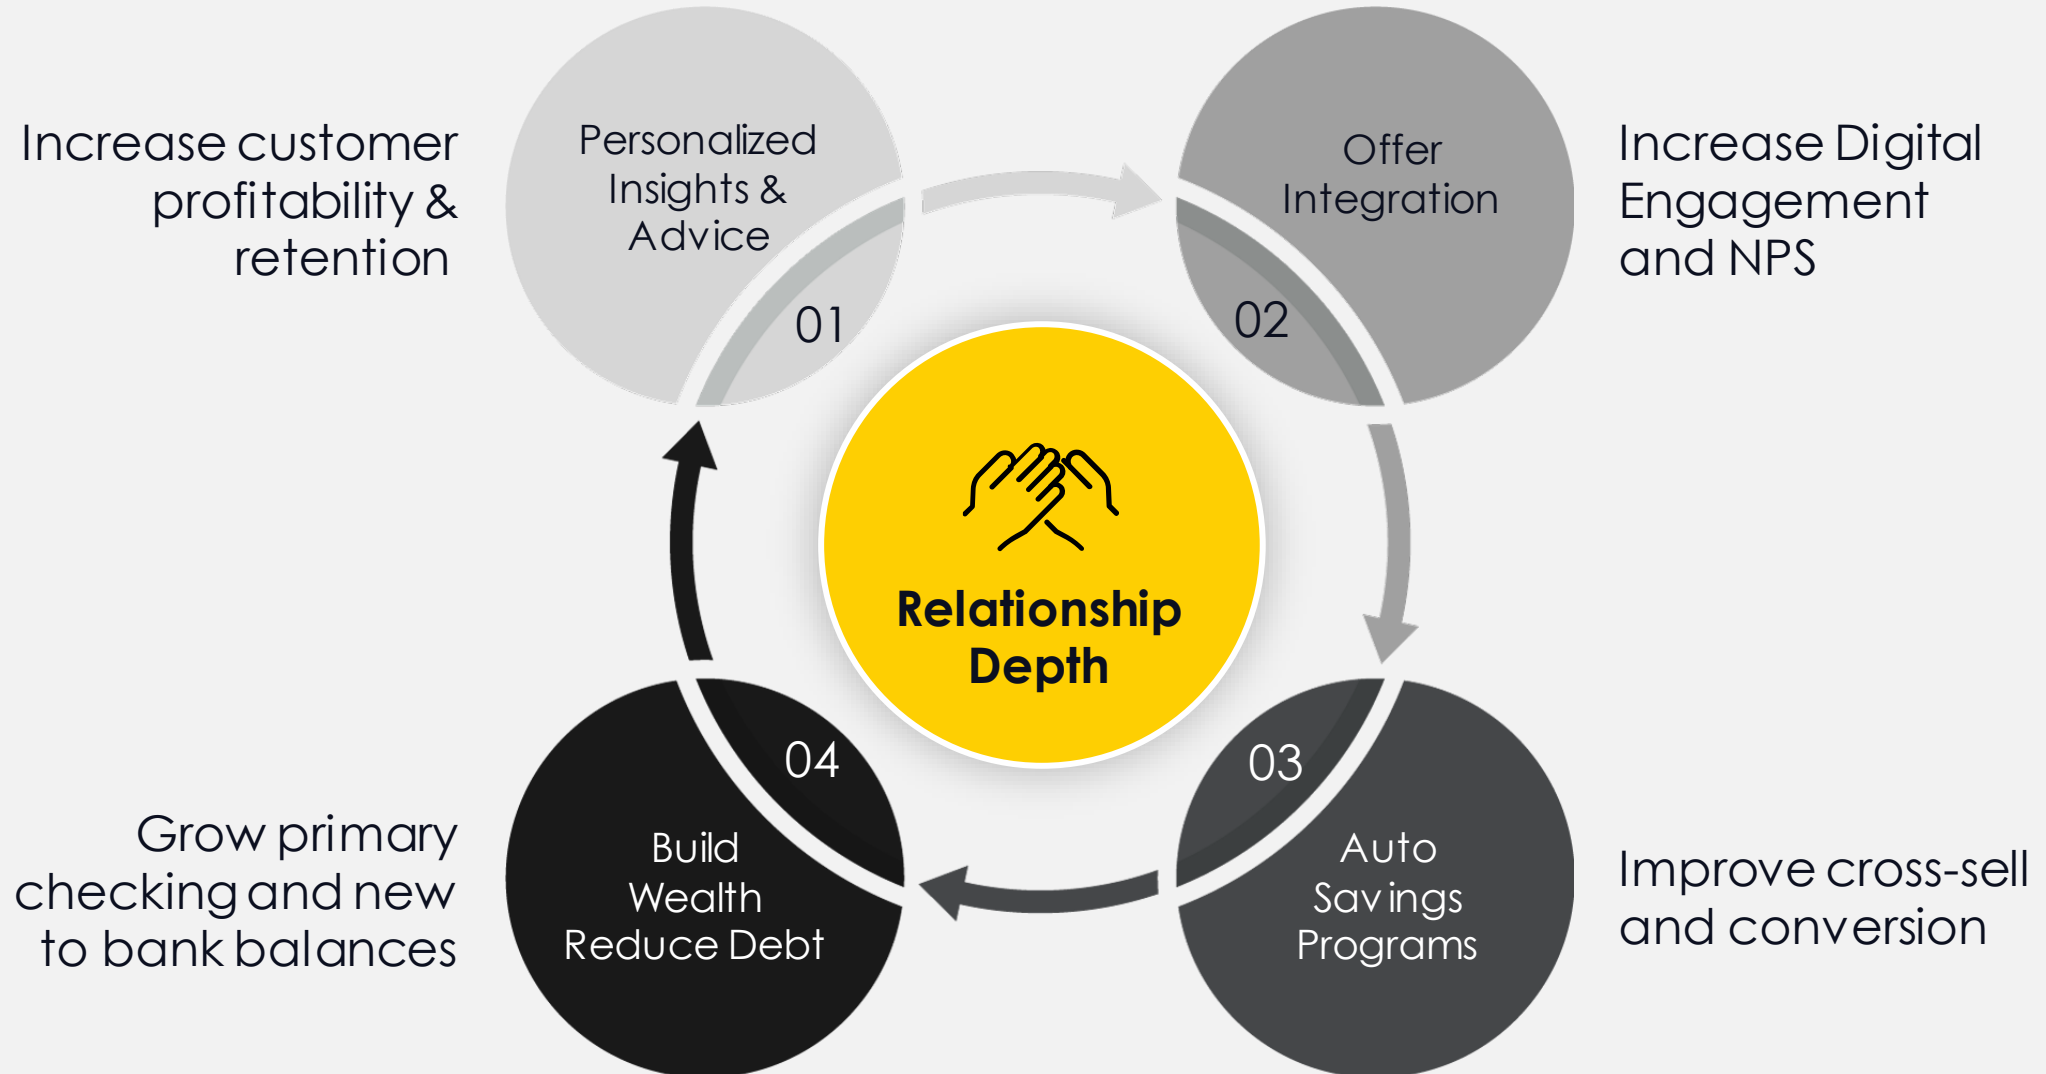 Increase customer
profitability &
retention
Personalized
Insights &
Advice
01
Offer
Integration
02
Increase Digital
Engagement
and NPS
Relationship
Depth
Grow primary
checking and new
to bank balances
04
Build
Wealth
Reduce Debt
03
Auto
Savings
Programs
Improve cross-sell
and conversion